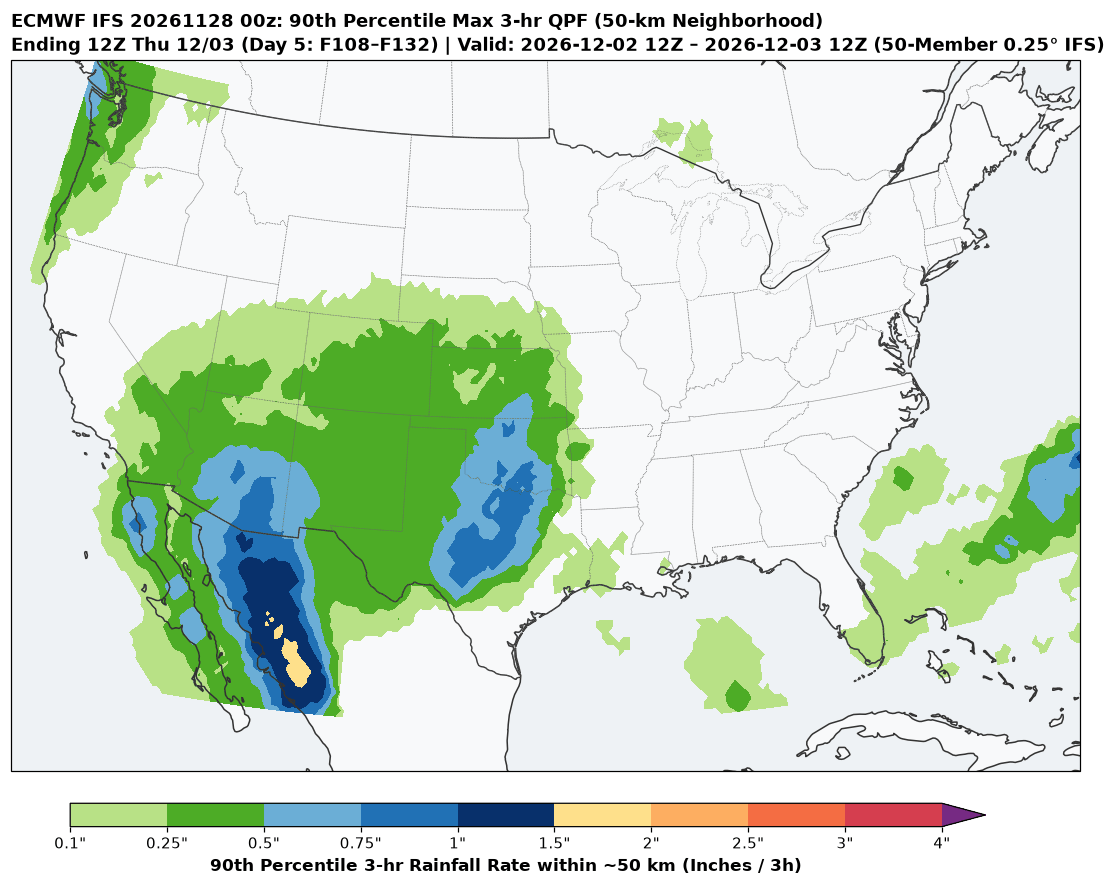 ECMWF IFS 20261128 00z: 90th Percentile Max 3-hr QPF (50-km Neighborhood)
Ending 12Z Thu 12/03 (Day 5: F108–F132) | Valid: 2026-12-02 12Z – 2026-12-03 12Z (50-Member 0.25° IFS)
0.1" 0.25" 0.5" 0.75" 1" 1.5" 2" 2.5" 3" 4"
90th Percentile 3-hr Rainfall Rate within ~50 km (Inches / 3h)